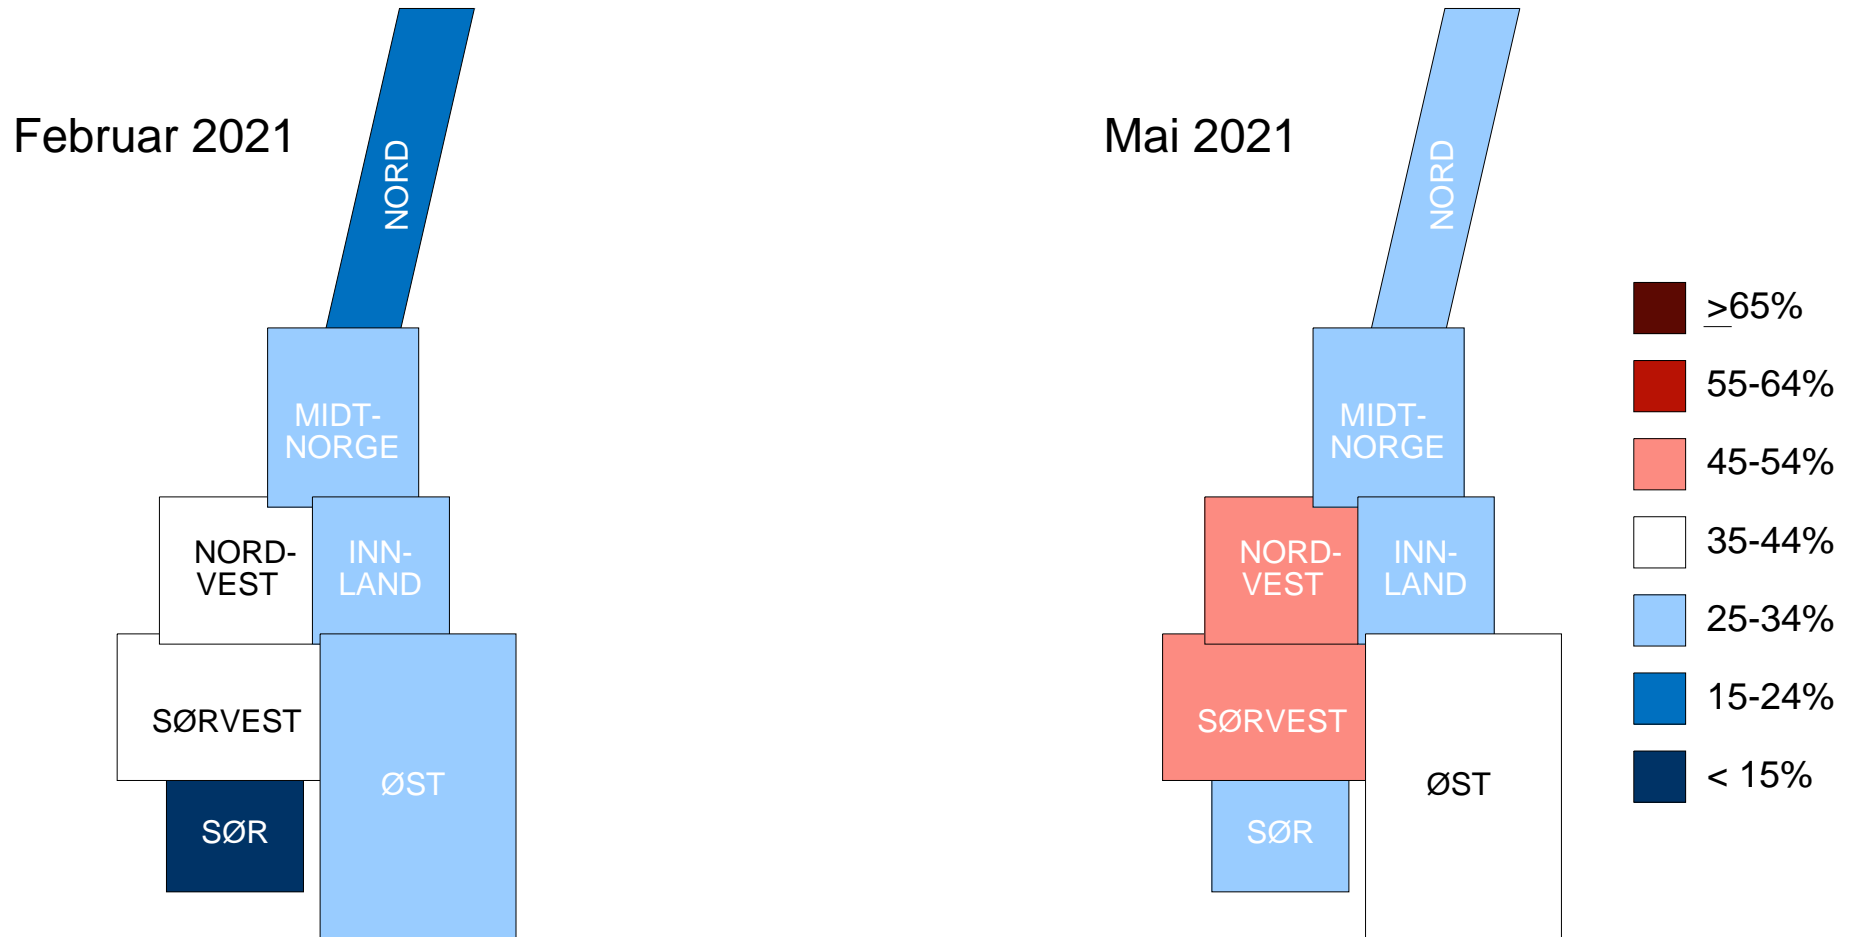 Februar 2021
NORD
MIDT-
NORGE
NORD-
VEST
INN-
LAND
SØRVEST
ØST
SØR
Mai 2021
NORD
MIDT-
NORGE
NORD-
VEST
INN-
LAND
SØRVEST
ØST
SØR
≥65%
55-64%
45-54%
35-44%
25-34%
15-24%
< 15%